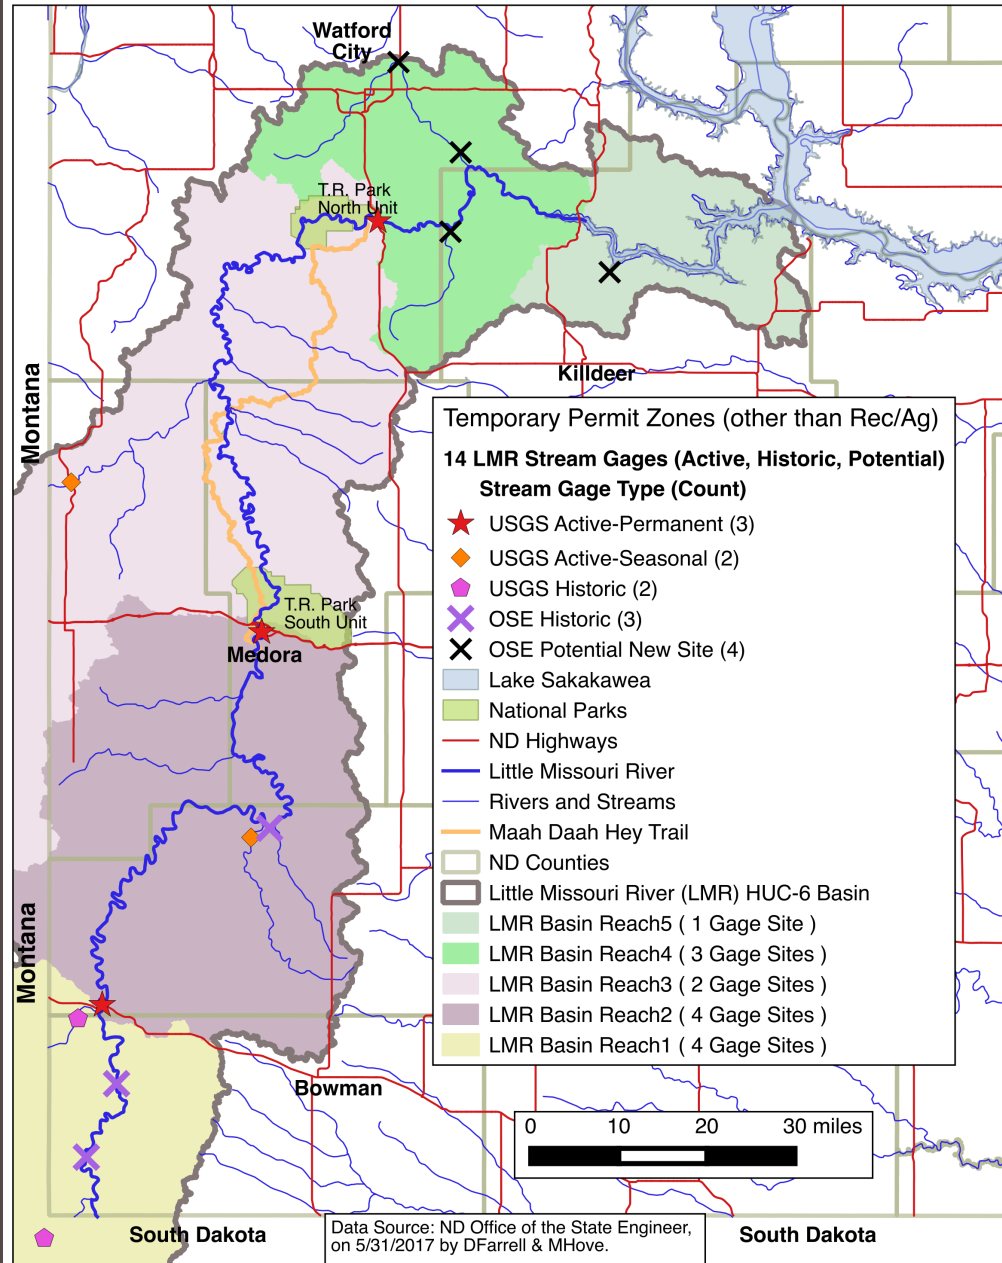 Watford
City
T.R. Park
North Unit
Montana
Killdeer
T.R. Park
South Unit
Medora
Montana
Bowman
South Dakota
South Dakota
Temporary Permit Zones (other than Rec/Ag)
14 LMR Stream Gages (Active, Historic, Potential)
Stream Gage Type (Count)
USGS Active-Permanent (3)
USGS Active-Seasonal (2)
USGS Historic (2)
OSE Historic (3)
OSE Potential New Site (4)
Lake Sakakawea
National Parks
ND Highways
Little Missouri River
Rivers and Streams
Maah Daah Hey Trail
ND Counties
Little Missouri River (LMR) HUC-6 Basin
LMR Basin Reach5 ( 1 Gage Site )
LMR Basin Reach4 ( 3 Gage Sites )
LMR Basin Reach3 ( 2 Gage Sites )
LMR Basin Reach2 ( 4 Gage Sites )
LMR Basin Reach1 ( 4 Gage Sites )
0 10 20 30 miles
Data Source: ND Office of the State Engineer,
on 5/31/2017 by DFarrell & MHove.